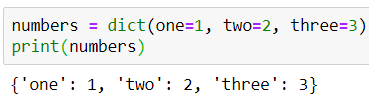 numbers = dict(one=1, two=2, three=3)
print(numbers)
{'one': 1, 'two': 2, 'three': 3}